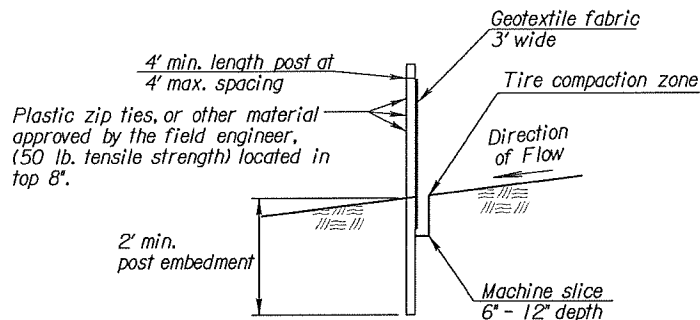 Geotextile fabric
3' wide
4' min. length post at
4' max. spacing
Tire compaction zone
Plastic zip ties, or other material
approved by the field engineer,
(50 lb. tensile strength) located in
top 8".
Direction
of Flow
2' min.
post embedment
Machine slice
6" - 12" depth